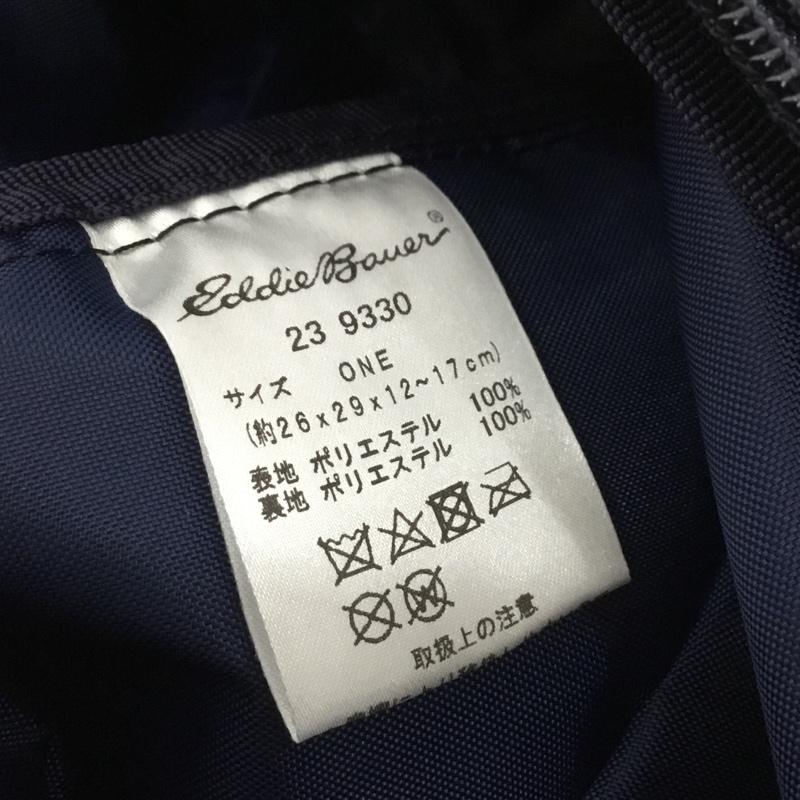 Eddie Bauer®
23 9330
サイズ ONE
(約26x29x12~17cm)
表地 ポリエステル 100%
裏地 ポリエステル 100%
W
取扱上の注意